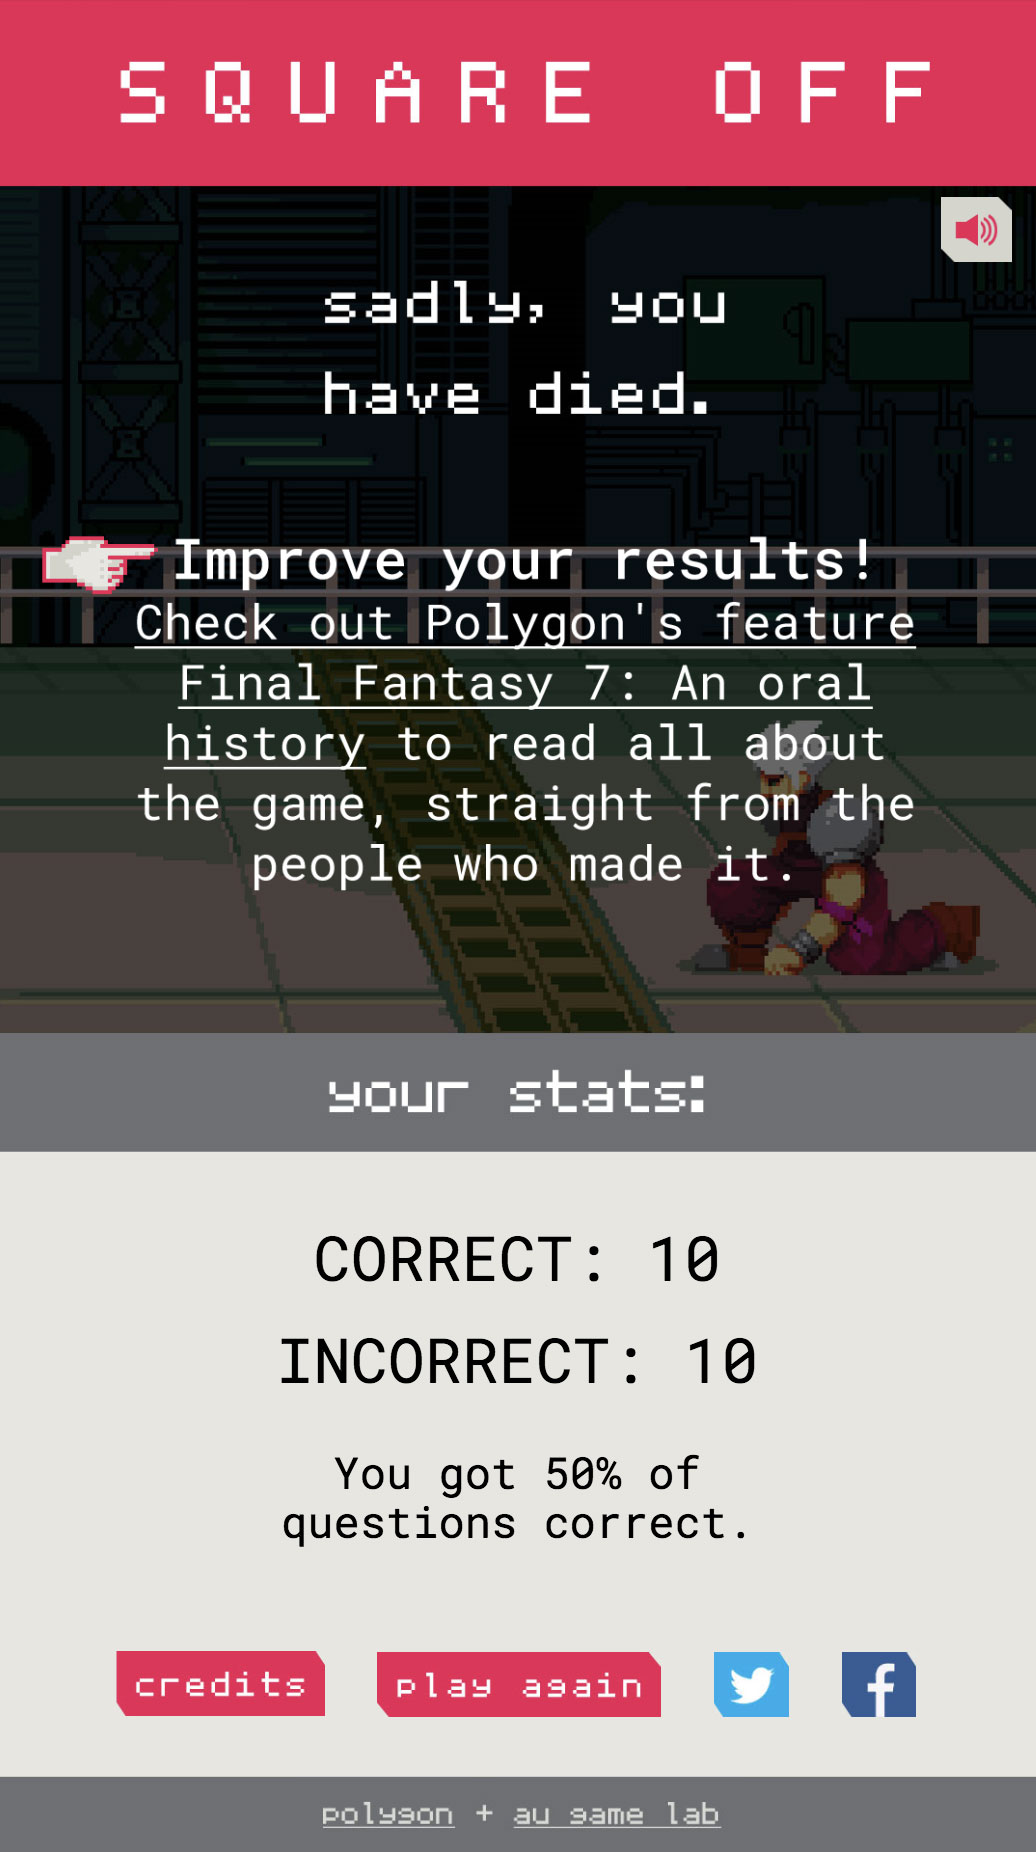 SQUARE OFF
sadly, you
have died.
Improve your results!
Check out Polygon's feature
Final Fantasy 7: An oral
history to read all about
the game, straight from the
people who made it.
your stats:
CORRECT: 10
INCORRECT: 10
You got 50% of
questions correct.
credits play again
polygon + au game lab